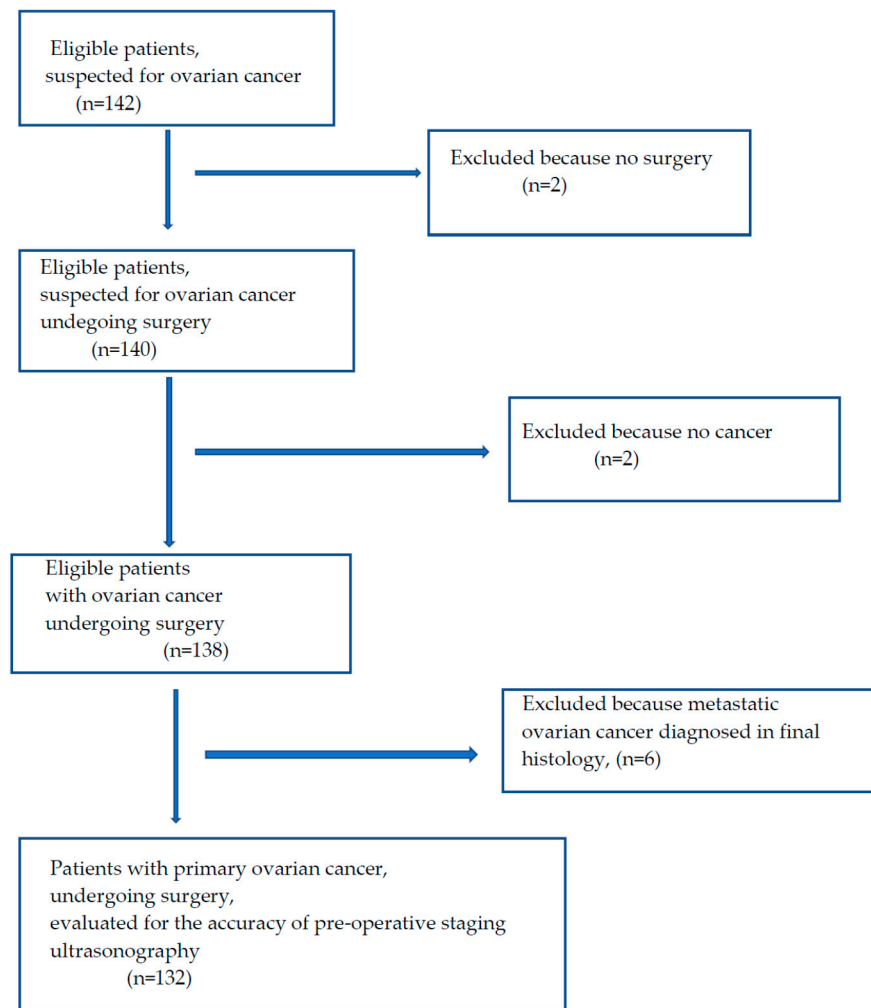 Eligible patients,
suspected for ovarian cancer
(n=142)
Excluded because no surgery
(n=2)
Eligible patients,
suspected for ovarian cancer
undegoing surgery
(n=140)
Excluded because no cancer
(n=2)
Eligible patients
with ovarian cancer
undergoing surgery
(n=138)
Excluded because metastatic
ovarian cancer diagnosed in final
histology, (n=6)
Patients with primary ovarian cancer,
undergoing surgery,
evaluated for the accuracy of pre-operative staging
ultrasonography
(n=132)